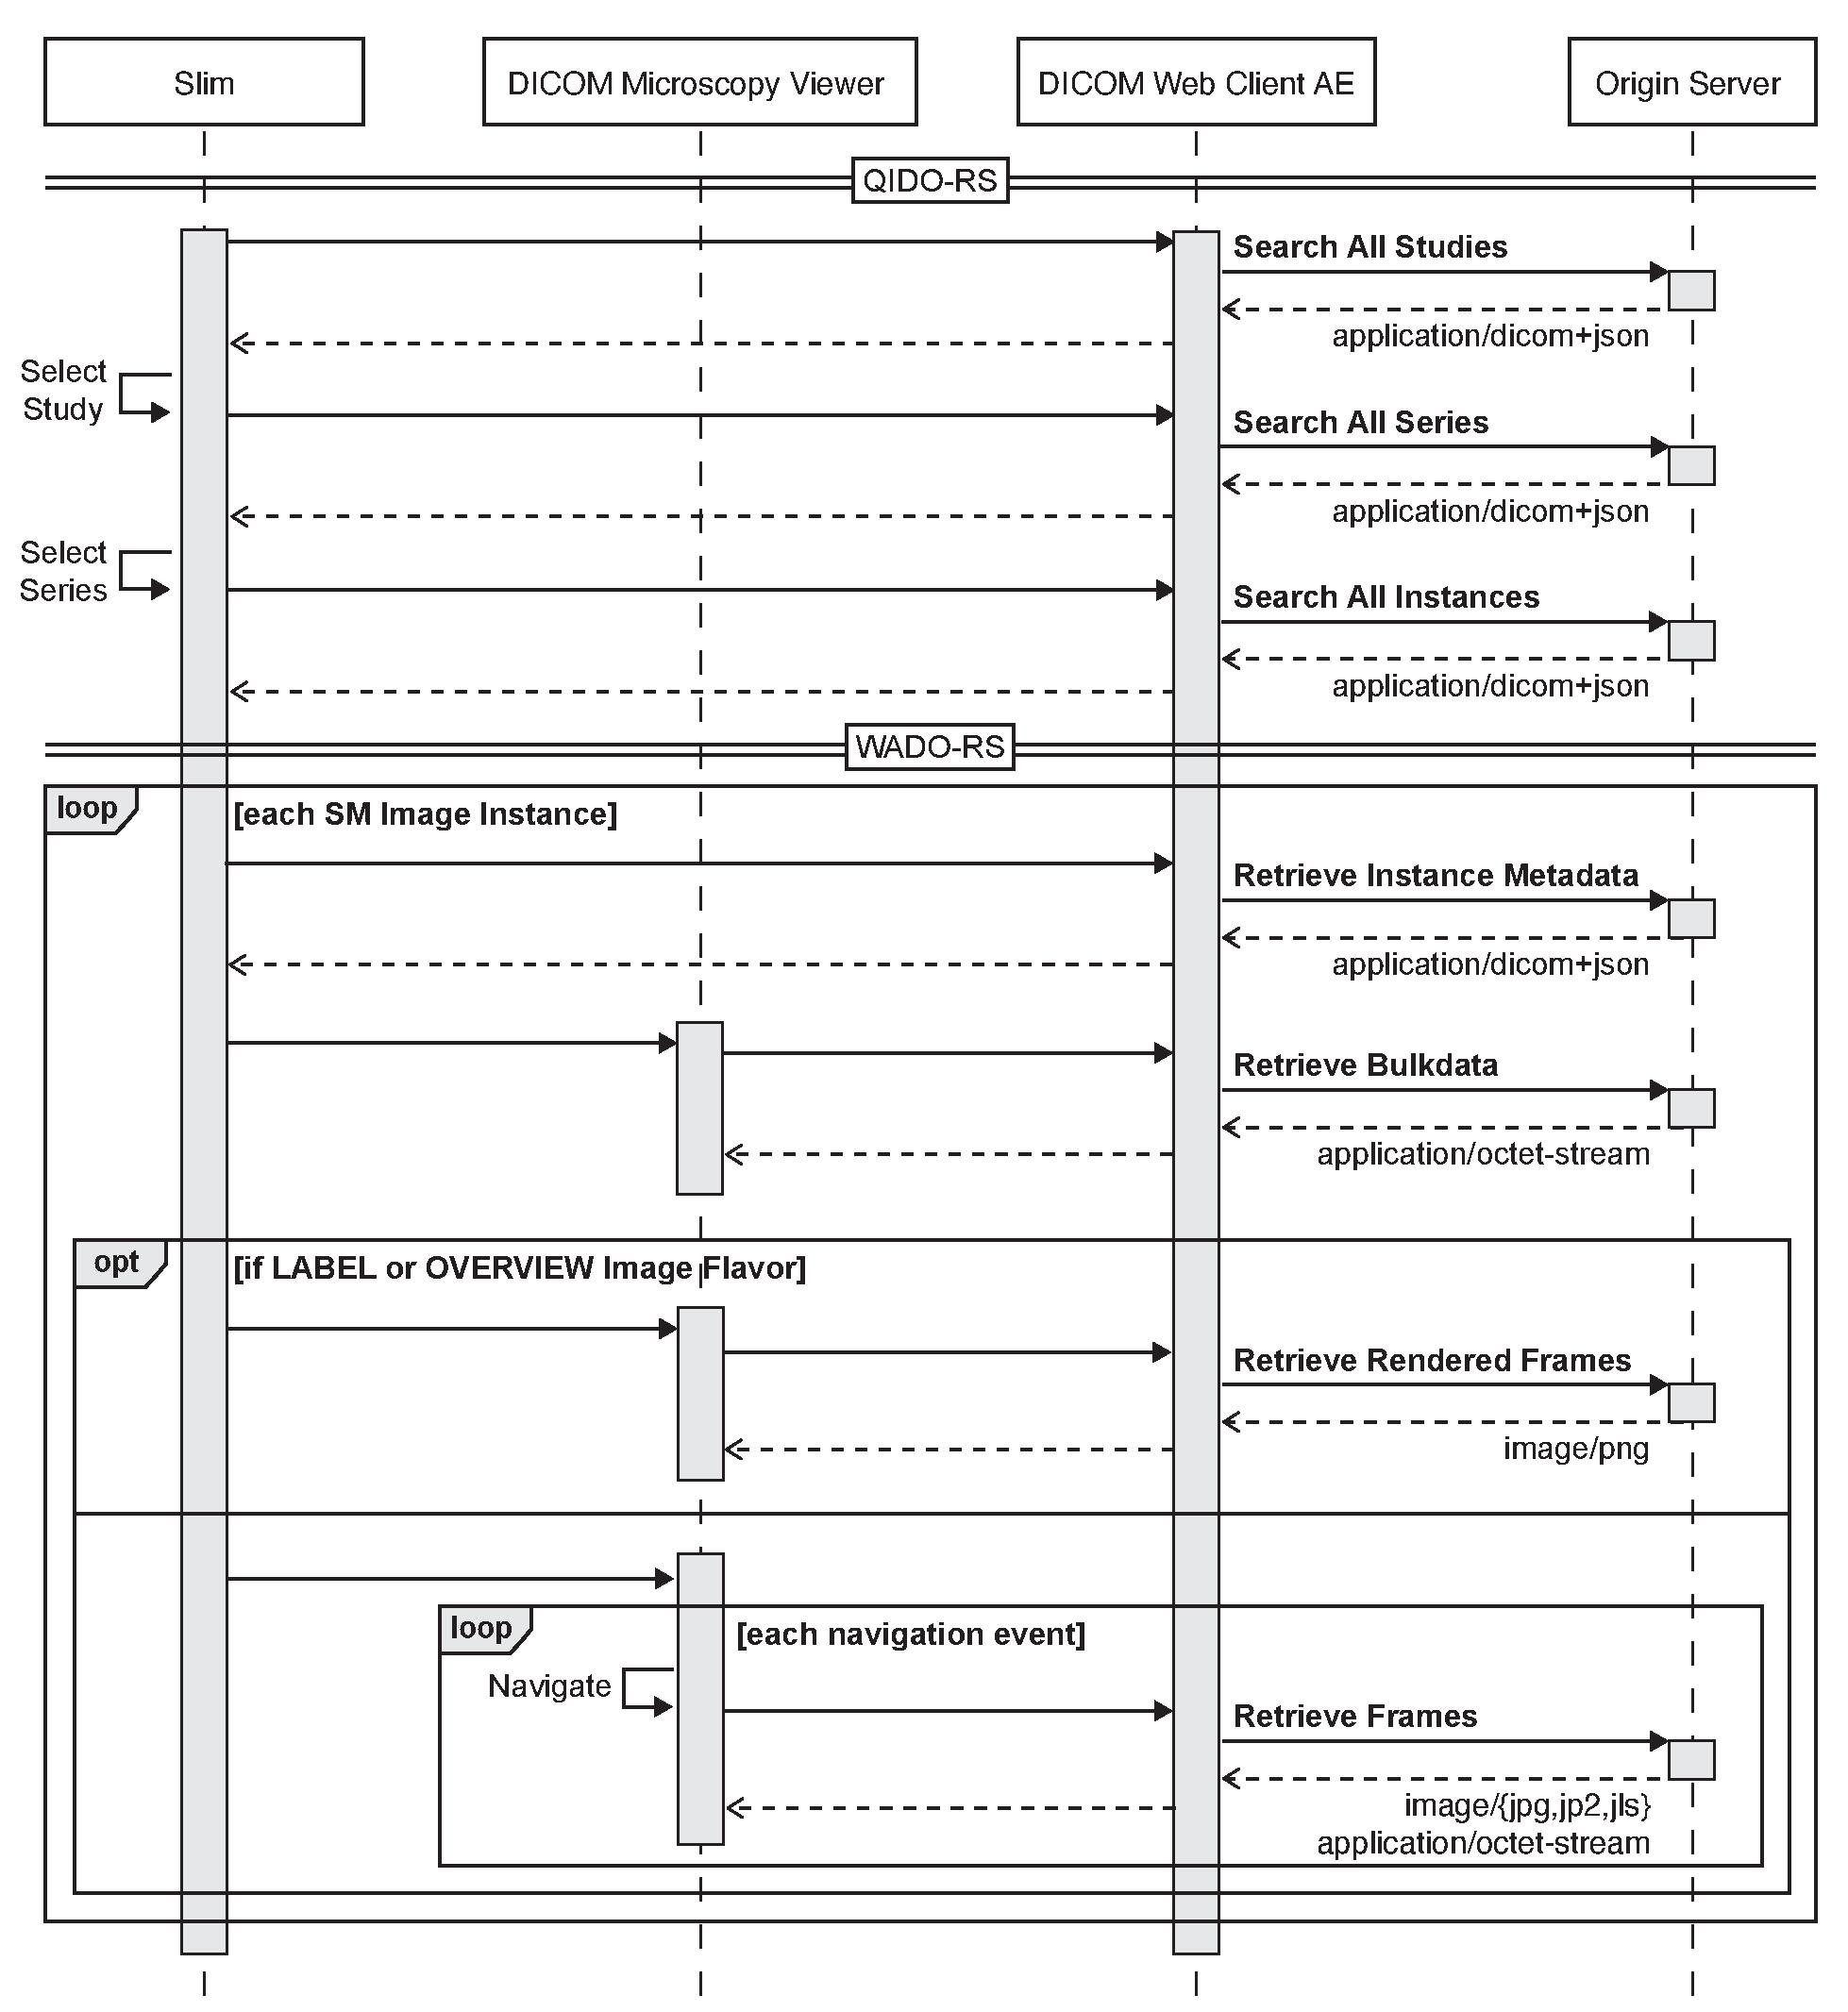 Slim
DICOM Microscopy Viewer
DICOM Web Client AE
Origin Server
QIDO-RS
Search All Studies
application/dicom+json
Select
Study
Search All Series
application/dicom+json
Select
Series
Search All Instances
application/dicom+json
WADO-RS
loop
[each SM Image Instance]
Retrieve Instance Metadata
application/dicom+json
Retrieve Bulkdata
application/octet-stream
opt
[if LABEL or OVERVIEW Image Flavor]
Retrieve Rendered Frames
image/png
loop
[each navigation event]
Navigate
Retrieve Frames
image/{jpg,jp2,jls}
application/octet-stream